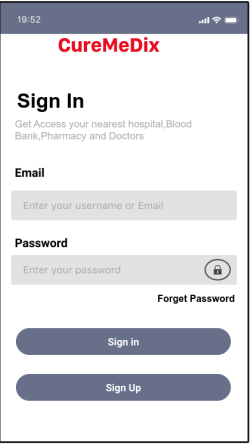 19:52
CureMeDix
Sign In
Get Access your nearest hospital,Blood
Bank,Pharmacy and Doctors
Email
Enter your username or Email
Password
Enter your password
Forget Password
Sign in
Sign Up